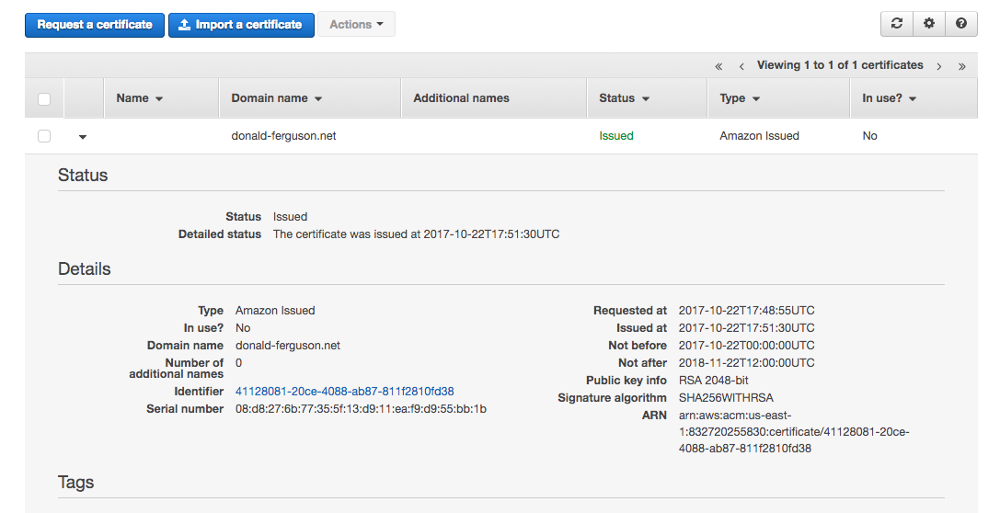 Request a certificate Import a certificate Actions
« ‹ Viewing 1 to 1 of 1 certificates › »
Name Domain name Additional names Status Type In use?
donald-ferguson.net Issued Amazon Issued No
Status
Status Issued
Detailed status The certificate was issued at 2017-10-22T17:51:30UTC
Details
Type Amazon Issued
In use? No
Domain name donald-ferguson.net
Number of 0
additional names
Identifier 41128081-20ce-4088-ab87-811f2810fd38
Serial number 08:d8:27:6b:77:35:5f:13:d9:11:ea:f9:d9:55:bb:1b
Requested at 2017-10-22T17:48:55UTC
Issued at 2017-10-22T17:51:30UTC
Not before 2017-10-22T00:00:00UTC
Not after 2018-11-22T12:00:00UTC
Public key info RSA 2048-bit
Signature algorithm SHA256WITHRSA
ARN arn:aws:acm:us-east-
1:832720255830:certificate/41128081-20ce-
4088-ab87-811f2810fd38
Tags